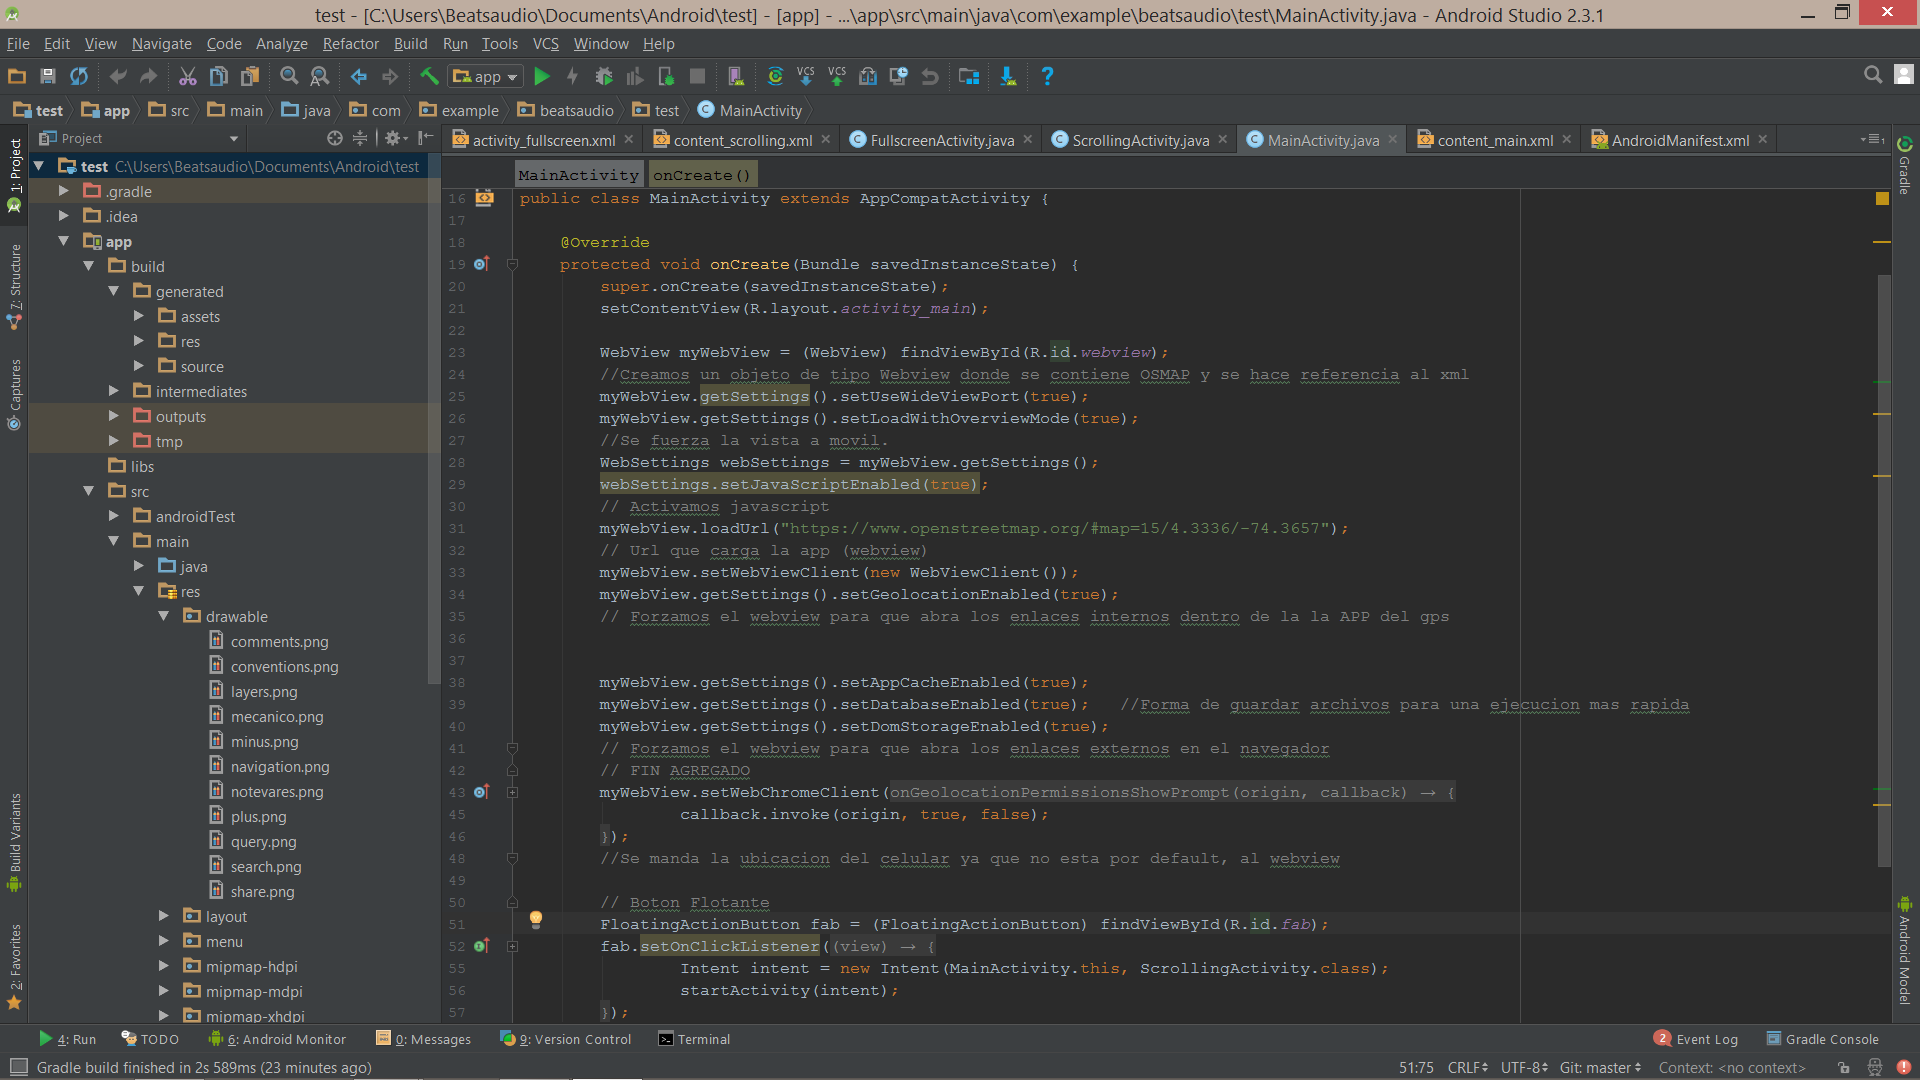 test - [C:\Users\Beatsaudio\Documents\Android\test] - [app] - ...\app\src\main\java\com\example\beatsaudio\test\MainActivity.java - Android Studio 2.3.1
File Edit View Navigate Code Analyze Refactor Build Run Tools VCS Window Help
app VCS VCS
test app src main java com example beatsaudio test MainActivity
Project
activity_fullscreen.xml content_scrolling.xml FullscreenActivity.java ScrollingActivity.java MainActivity.java content_main.xml AndroidManifest.xml
1: Project
7: Structure
Captures
Build Variants
2: Favorites
test C:\Users\Beatsaudio\Documents\Android\test
.gradle
.idea
app
build
generated
assets
res
source
intermediates
outputs
tmp
libs
src
androidTest
main
java
res
drawable
comments.png
conventions.png
layers.png
mecanico.png
minus.png
navigation.png
notevares.png
plus.png
query.png
search.png
share.png
layout
menu
mipmap-hdpi
mipmap-mdpi
mipmap-xhdpi
MainActivity onCreate()
16 public class MainActivity extends AppCompatActivity {
17
18 @Override
19 protected void onCreate(Bundle savedInstanceState) {
20 super.onCreate(savedInstanceState);
21 setContentView(R.layout.activity_main);
22
23 WebView myWebView = (WebView) findViewById(R.id.webview);
24 //Creamos un objeto de tipo Webview donde se contiene OSMAP y se hace referencia al xml
25 myWebView.getSettings().setUseWideViewPort(true);
26 myWebView.getSettings().setLoadWithOverviewMode(true);
27 //Se fuerza la vista a movil.
28 WebSettings webSettings = myWebView.getSettings();
29 webSettings.setJavaScriptEnabled(true);
30 // Activamos javascript
31 myWebView.loadUrl("https://www.openstreetmap.org/#map=15/4.3336/-74.3657");
32 // Url que carga la app (webview)
33 myWebView.setWebViewClient(new WebViewClient());
34 myWebView.getSettings().setGeolocationEnabled(true);
35 // Forzamos el webview para que abra los enlaces internos dentro de la la APP del gps
36
37
38 myWebView.getSettings().setAppCacheEnabled(true);
39 myWebView.getSettings().setDatabaseEnabled(true); //Forma de guardar archivos para una ejecucion mas rapida
40 myWebView.getSettings().setDomStorageEnabled(true);
41 // Forzamos el webview para que abra los enlaces externos en el navegador
42 // FIN AGREGADO
43 myWebView.setWebChromeClient(onGeolocationPermissionsShowPrompt(origin, callback) → {
45 callback.invoke(origin, true, false);
46 });
48 //Se manda la ubicacion del celular ya que no esta por default, al webview
49
50 // Boton Flotante
51 FloatingActionButton fab = (FloatingActionButton) findViewById(R.id.fab);
52 fab.setOnClickListener((view) → {
55 Intent intent = new Intent(MainActivity.this, ScrollingActivity.class);
56 startActivity(intent);
57 });
Gradle
Android Model
4: Run TODO 6: Android Monitor 0: Messages 9: Version Control Terminal 2 Event Log Gradle Console
Gradle build finished in 2s 589ms (23 minutes ago) 51:75 CRLF UTF-8 Git: master Context: <no context>